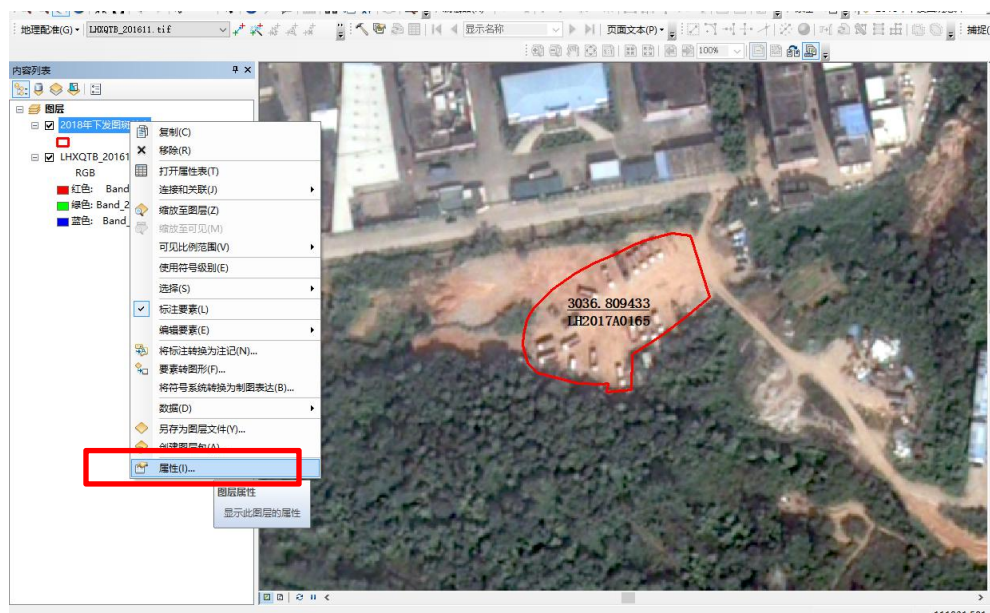 地理配准(G)▾ LHXQTB_201611.tif
显示名称
页面文本(P)▾
捕捉(
100%
内容列表
图层
2018年下发图斑
LHXQTB_20161
RGB
红色: Band
绿色: Band_2
蓝色: Band_
复制(C)
移除(R)
打开属性表(T)
连接和关联(J)
缩放至图层(Z)
缩放至可见(M)
可见比例范围(V)
使用符号级别(E)
选择(S)
标注要素(L)
编辑要素(E)
将标注转换为注记(N)...
要素转图形(F)...
将符号系统转换为制图表达(B)...
数据(D)
另存为图层文件(Y)...
创建图层包(A)...
属性(I)...
图层属性
显示此图层的属性
3036. 809433
LH2017A0165